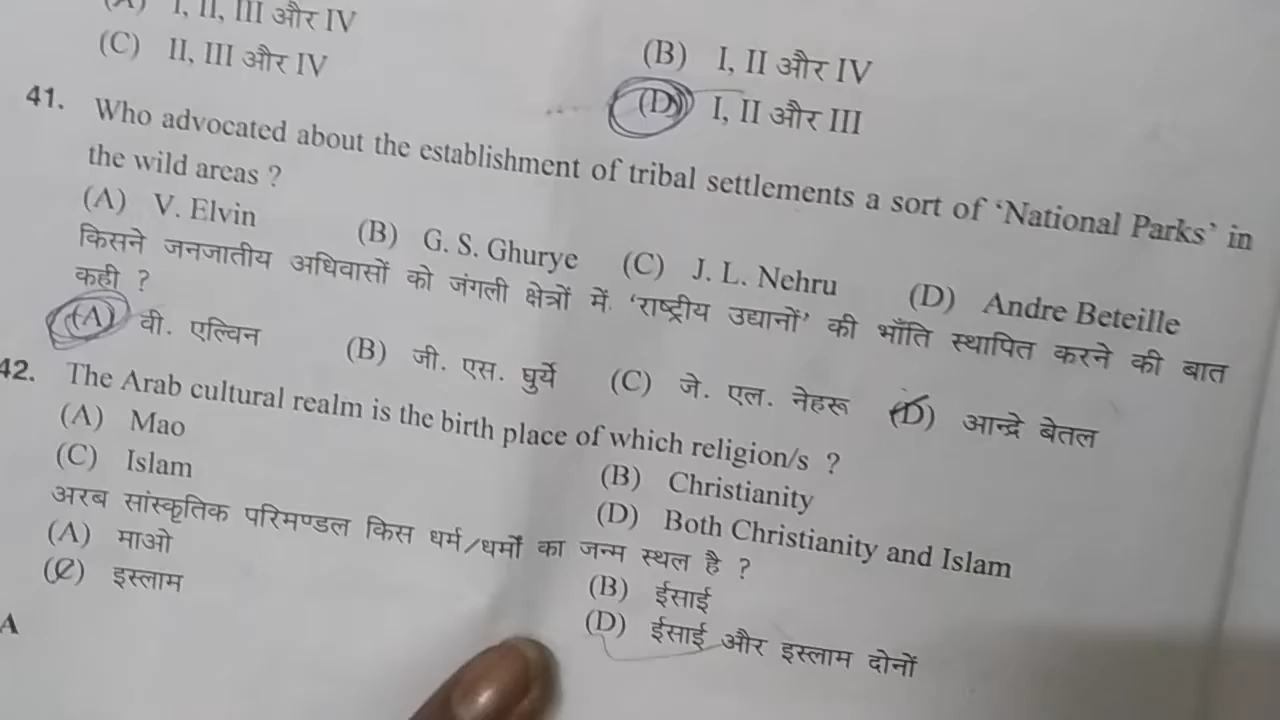 (A) I, II, III और IV
(B) I, II और IV
(C) II, III और IV
(D) I, II और III
41. Who advocated about the establishment of tribal settlements a sort of ‘National Parks’ in
the wild areas ?
(A) V. Elvin (B) G. S. Ghurye (C) J. L. Nehru (D) Andre Beteille
किसने जनजातीय अधिवासों को जंगली क्षेत्रों में ‘राष्ट्रीय उद्यानों’ की भाँति स्थापित करने की बात
कही ?
(A) वी. एल्विन (B) जी. एस. घुर्ये (C) जे. एल. नेहरू (D) आन्द्रे बेतल
42. The Arab cultural realm is the birth place of which religion/s ?
(A) Mao (B) Christianity
(C) Islam (D) Both Christianity and Islam
अरब सांस्कृतिक परिमण्डल किस धर्म/धर्मों का जन्म स्थल है ?
(A) माओ (B) ईसाई
(C) इस्लाम (D) ईसाई और इस्लाम दोनों
A